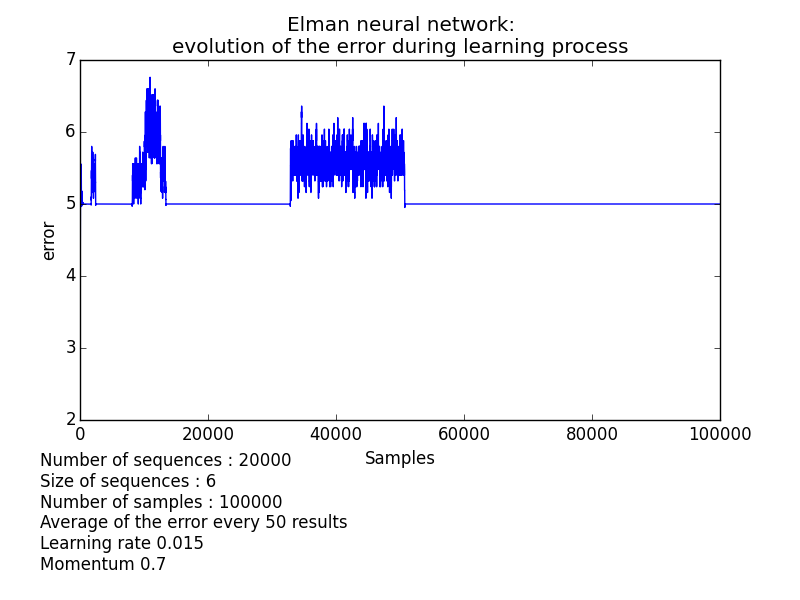 Elman neural network:
evolution of the error during learning process
7
6
5
4
3
2
error
0 20000 40000 60000 80000 100000
Samples
Number of sequences : 20000
Size of sequences : 6
Number of samples : 100000
Average of the error every 50 results
Learning rate 0.015
Momentum 0.7